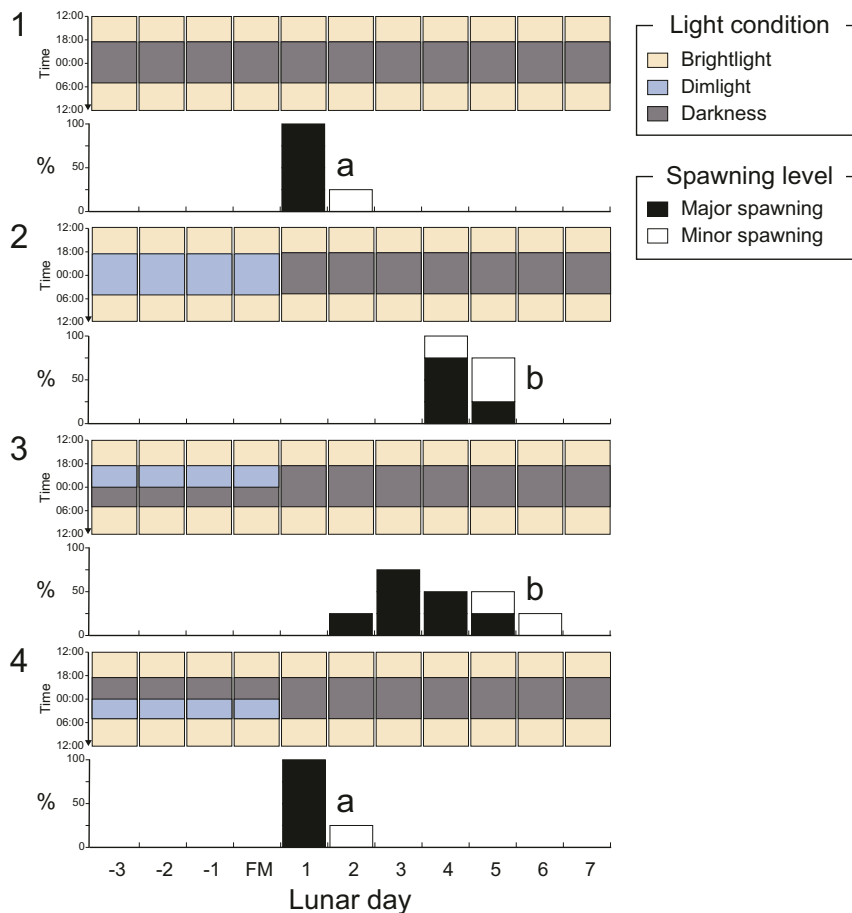 1
Time
12:00
18:00
00:00
06:00
12:00
%
100
50
0
a
2
Time
12:00
18:00
00:00
06:00
12:00
%
100
50
0
b
3
Time
12:00
18:00
00:00
06:00
12:00
%
100
50
0
b
4
Time
12:00
18:00
00:00
06:00
12:00
%
100
50
0
a
-3 -2 -1 FM 1 2 3 4 5 6 7
Lunar day
Light condition
Brightlight
Dimlight
Darkness
Spawning level
Major spawning
Minor spawning